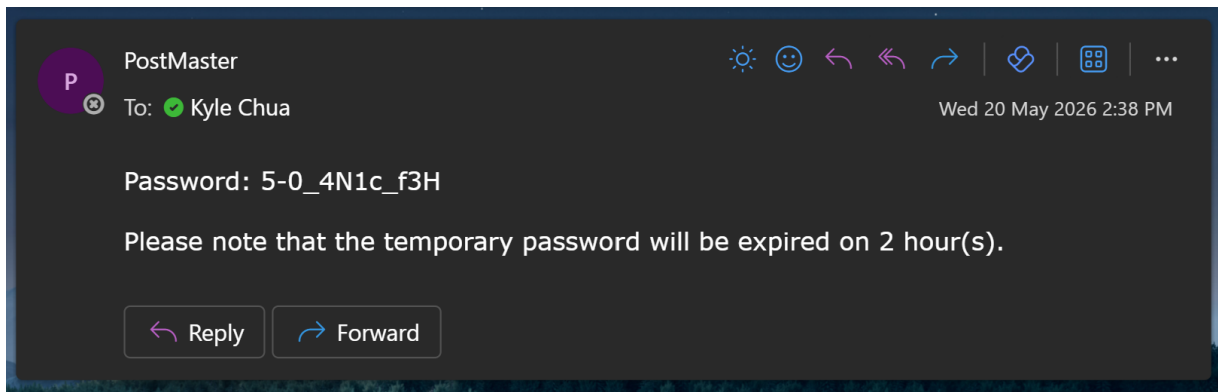 PostMaster
P
To: Kyle Chua
Wed 20 May 2026 2:38 PM
Password: 5-0_4N1c_f3H
Please note that the temporary password will be expired on 2 hour(s).
Reply
Forward